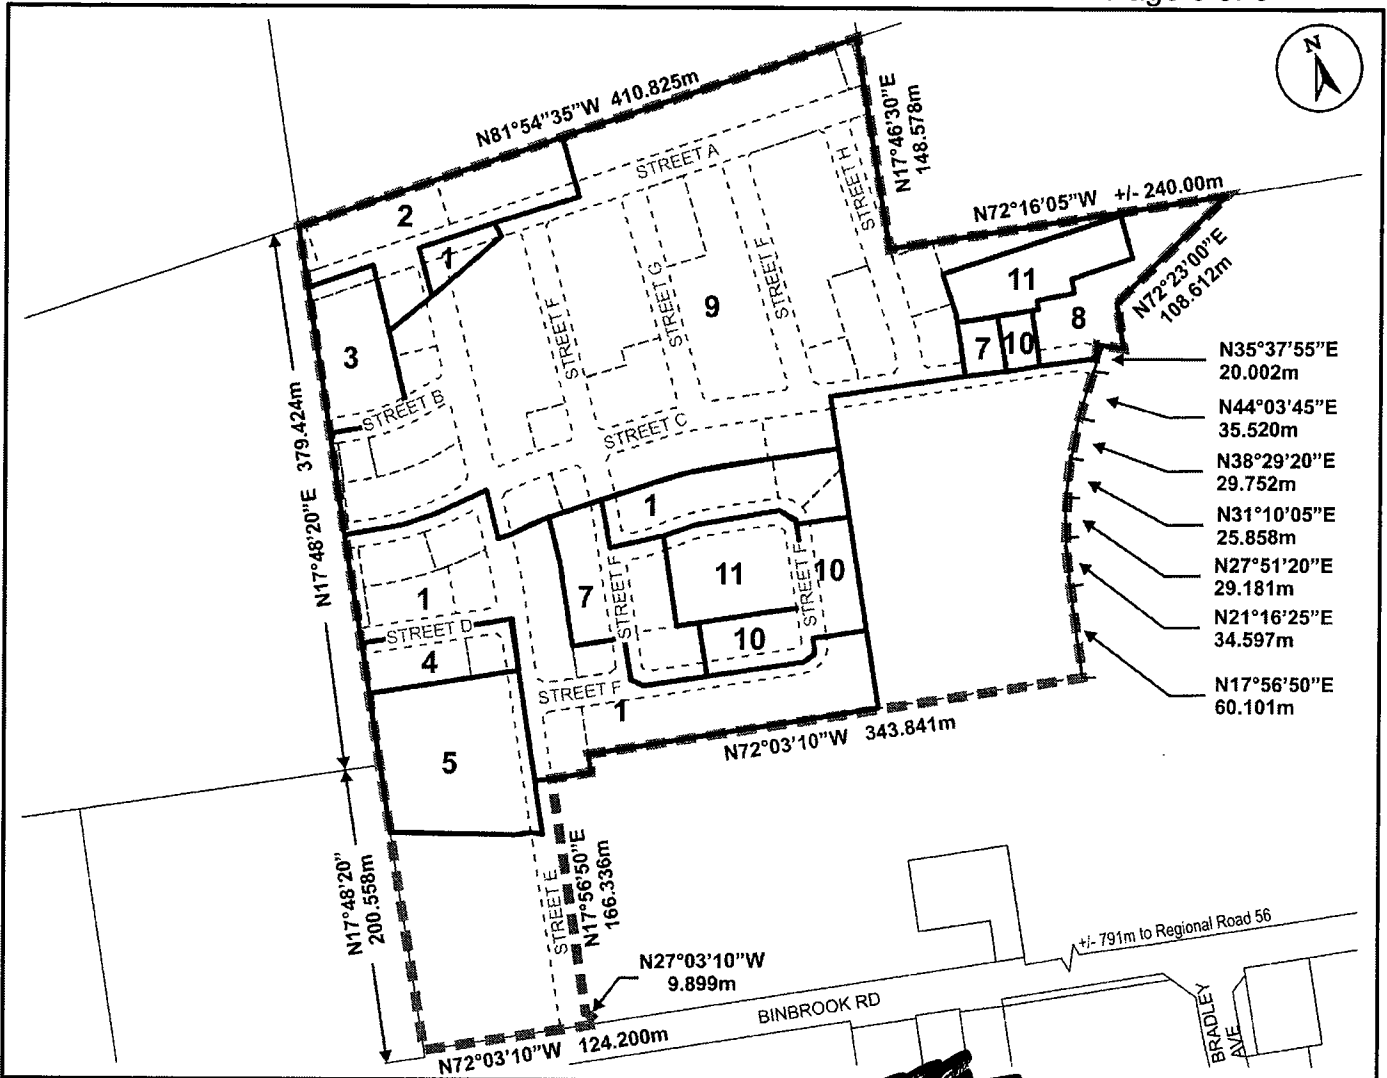 N
N81°54'35"W 410.825m
N17°46'30"E
148.578m
N72°16'05"W +/- 240.00m
N72°23'00"E
108.612m
STREET A
STREET H
2
1
11
3
STREET F
STREET G
9
STREET F
7
10
8
N35°37'55"E
20.002m
N44°03'45"E
35.520m
N38°29'20"E
29.752m
N31°10'05"E
25.858m
N27°51'20"E
29.181m
N21°16'25"E
34.597m
N17°56'50"E
60.101m
STREET B
STREET C
N17°48'20"E 379.424m
1
1
7
STREET F
11
STREET F
10
STREET D
4
10
STREET F
1
N72°03'10"W 343.841m
5
N17°48'20"
200.558m
STREET E
N17°56'50"E
166.336m
N27°03'10"W
9.899m
+/- 791m to Regional Road 56
BINBROOK RD
BRADLEY
AVE
N72°03'10"W 124.200m